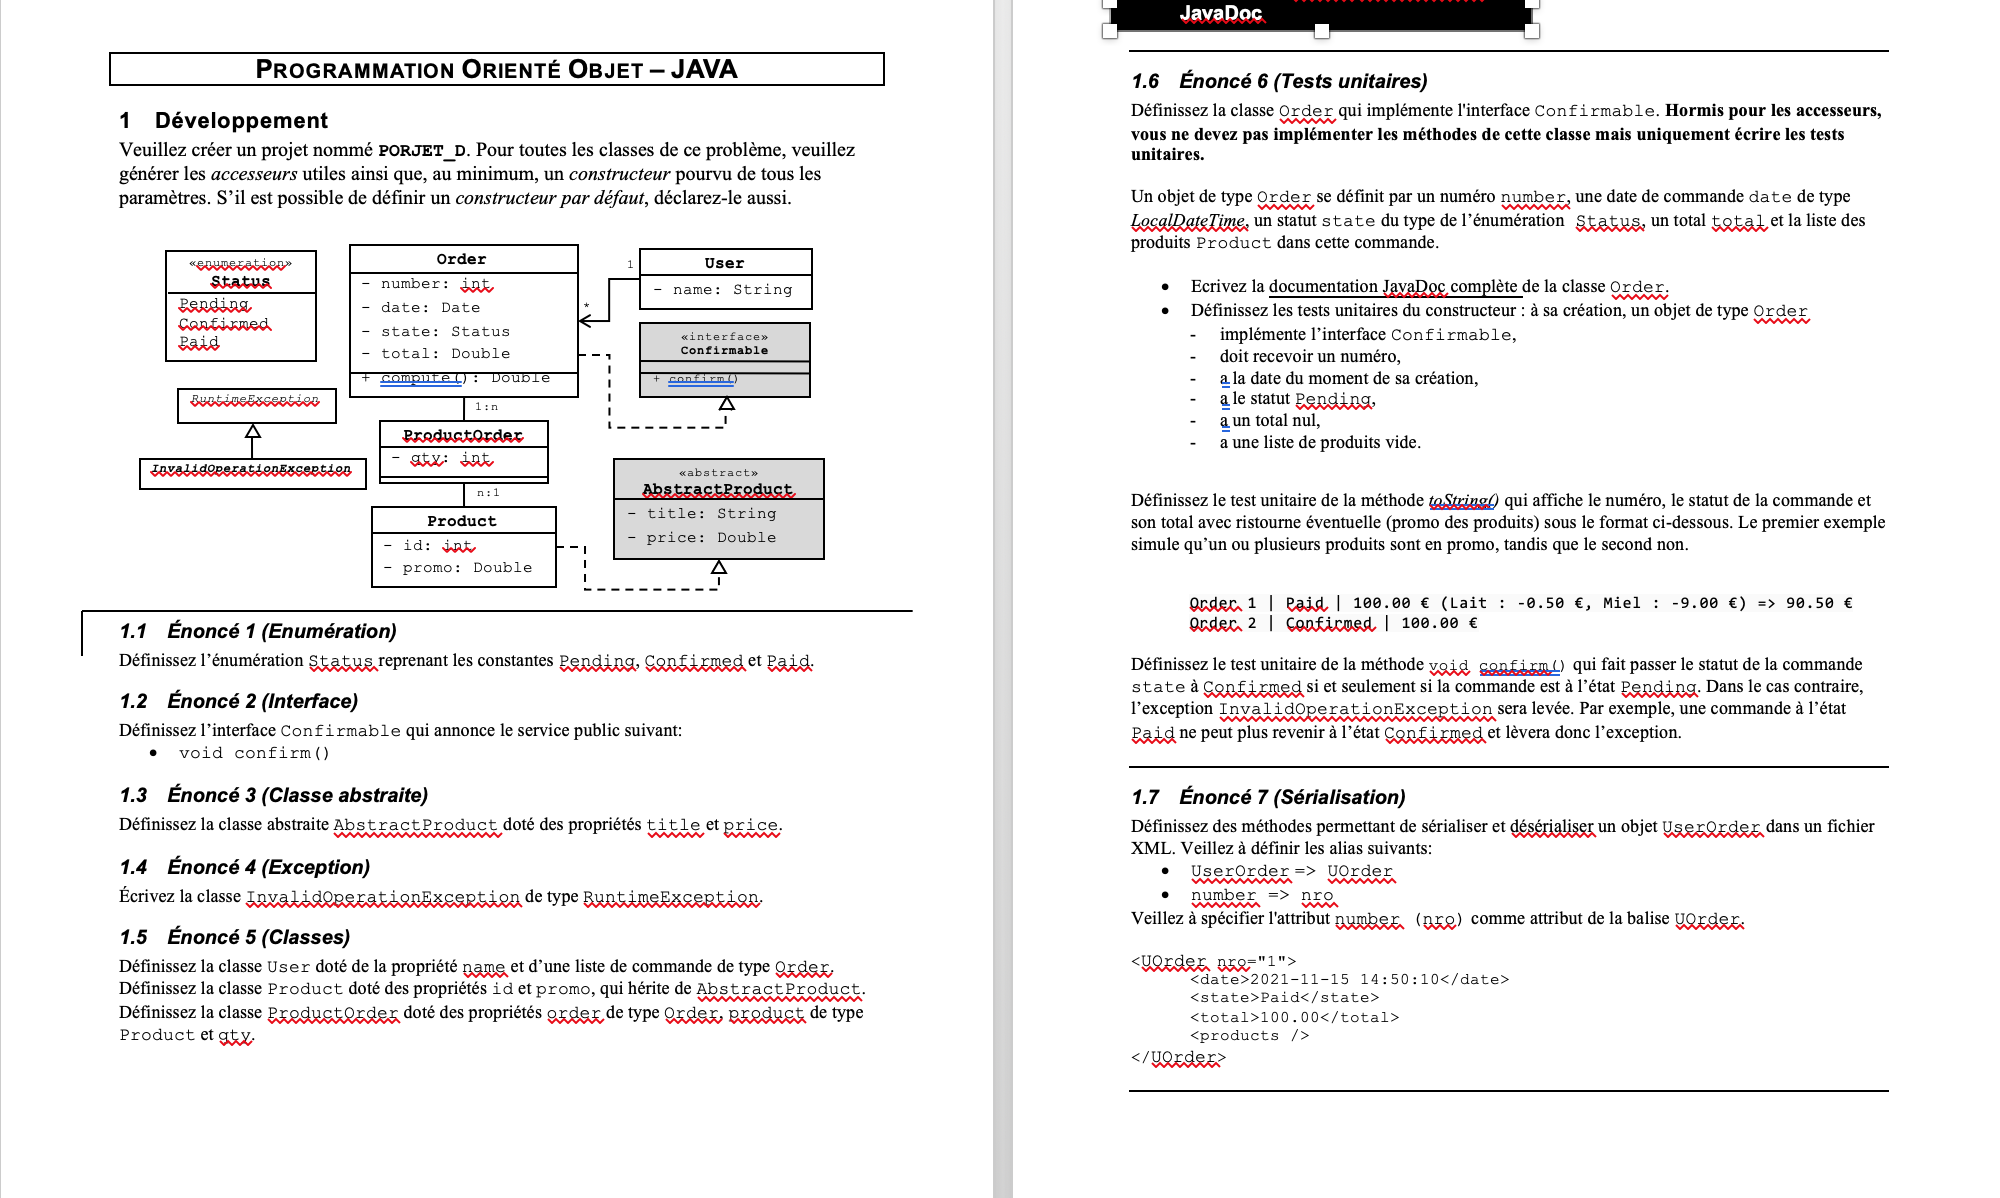 PROGRAMMATION ORIENTÉ OBJET – JAVA
1 Développement
Veuillez créer un projet nommé PORJET_D. Pour toutes les classes de ce problème, veuillez
générer les accesseurs utiles ainsi que, au minimum, un constructeur pourvu de tous les
paramètres. S’il est possible de définir un constructeur par défaut, déclarez-le aussi.
«enumeration»
Status
Pending
Confirmed
Paid
Order
- number: int
- date: Date
- state: Status
- total: Double
+ compute(): Double
1
*
User
- name: String
«interface»
Confirmable
+ confirm()
RuntimeException
InvalidOperationException
1:n
ProductOrder
- qty: int
n:1
Product
- id: int
- promo: Double
«abstract»
AbstractProduct
- title: String
- price: Double
1.1 Énoncé 1 (Enumération)
Définissez l’énumération Status reprenant les constantes Pending, Confirmed et Paid.
1.2 Énoncé 2 (Interface)
Définissez l’interface Confirmable qui annonce le service public suivant:
• void confirm()
1.3 Énoncé 3 (Classe abstraite)
Définissez la classe abstraite AbstractProduct doté des propriétés title et price.
1.4 Énoncé 4 (Exception)
Écrivez la classe InvalidOperationException de type RuntimeException.
1.5 Énoncé 5 (Classes)
Définissez la classe User doté de la propriété name et d’une liste de commande de type Order.
Définissez la classe Product doté des propriétés id et promo, qui hérite de AbstractProduct.
Définissez la classe ProductOrder doté des propriétés order de type Order, product de type
Product et qty.
JavaDoc
1.6 Énoncé 6 (Tests unitaires)
Définissez la classe Order qui implémente l'interface Confirmable. Hormis pour les accesseurs,
vous ne devez pas implémenter les méthodes de cette classe mais uniquement écrire les tests
unitaires.
Un objet de type Order se définit par un numéro number, une date de commande date de type
LocalDateTime, un statut state du type de l’énumération Status, un total total et la liste des
produits Product dans cette commande.
• Ecrivez la documentation JavaDoc complète de la classe Order.
• Définissez les tests unitaires du constructeur : à sa création, un objet de type Order
- implémente l’interface Confirmable,
- doit recevoir un numéro,
- a la date du moment de sa création,
- a le statut Pending,
- a un total nul,
- a une liste de produits vide.
Définissez le test unitaire de la méthode toString() qui affiche le numéro, le statut de la commande et
son total avec ristourne éventuelle (promo des produits) sous le format ci-dessous. Le premier exemple
simule qu’un ou plusieurs produits sont en promo, tandis que le second non.
Order 1 | Paid | 100.00 € (Lait : -0.50 €, Miel : -9.00 €) => 90.50 €
Order 2 | Confirmed | 100.00 €
Définissez le test unitaire de la méthode void confirm() qui fait passer le statut de la commande
state à Confirmed si et seulement si la commande est à l’état Pending. Dans le cas contraire,
l’exception InvalidOperationException sera levée. Par exemple, une commande à l’état
Paid ne peut plus revenir à l’état Confirmed et lèvera donc l’exception.
1.7 Énoncé 7 (Sérialisation)
Définissez des méthodes permettant de sérialiser et désérialiser un objet UserOrder dans un fichier
XML. Veillez à définir les alias suivants:
• UserOrder => UOrder
• number => nro
Veillez à spécifier l'attribut number (nro) comme attribut de la balise UOrder.
<UOrder nro="1">
<date>2021-11-15 14:50:10</date>
<state>Paid</state>
<total>100.00</total>
<products />
</UOrder>